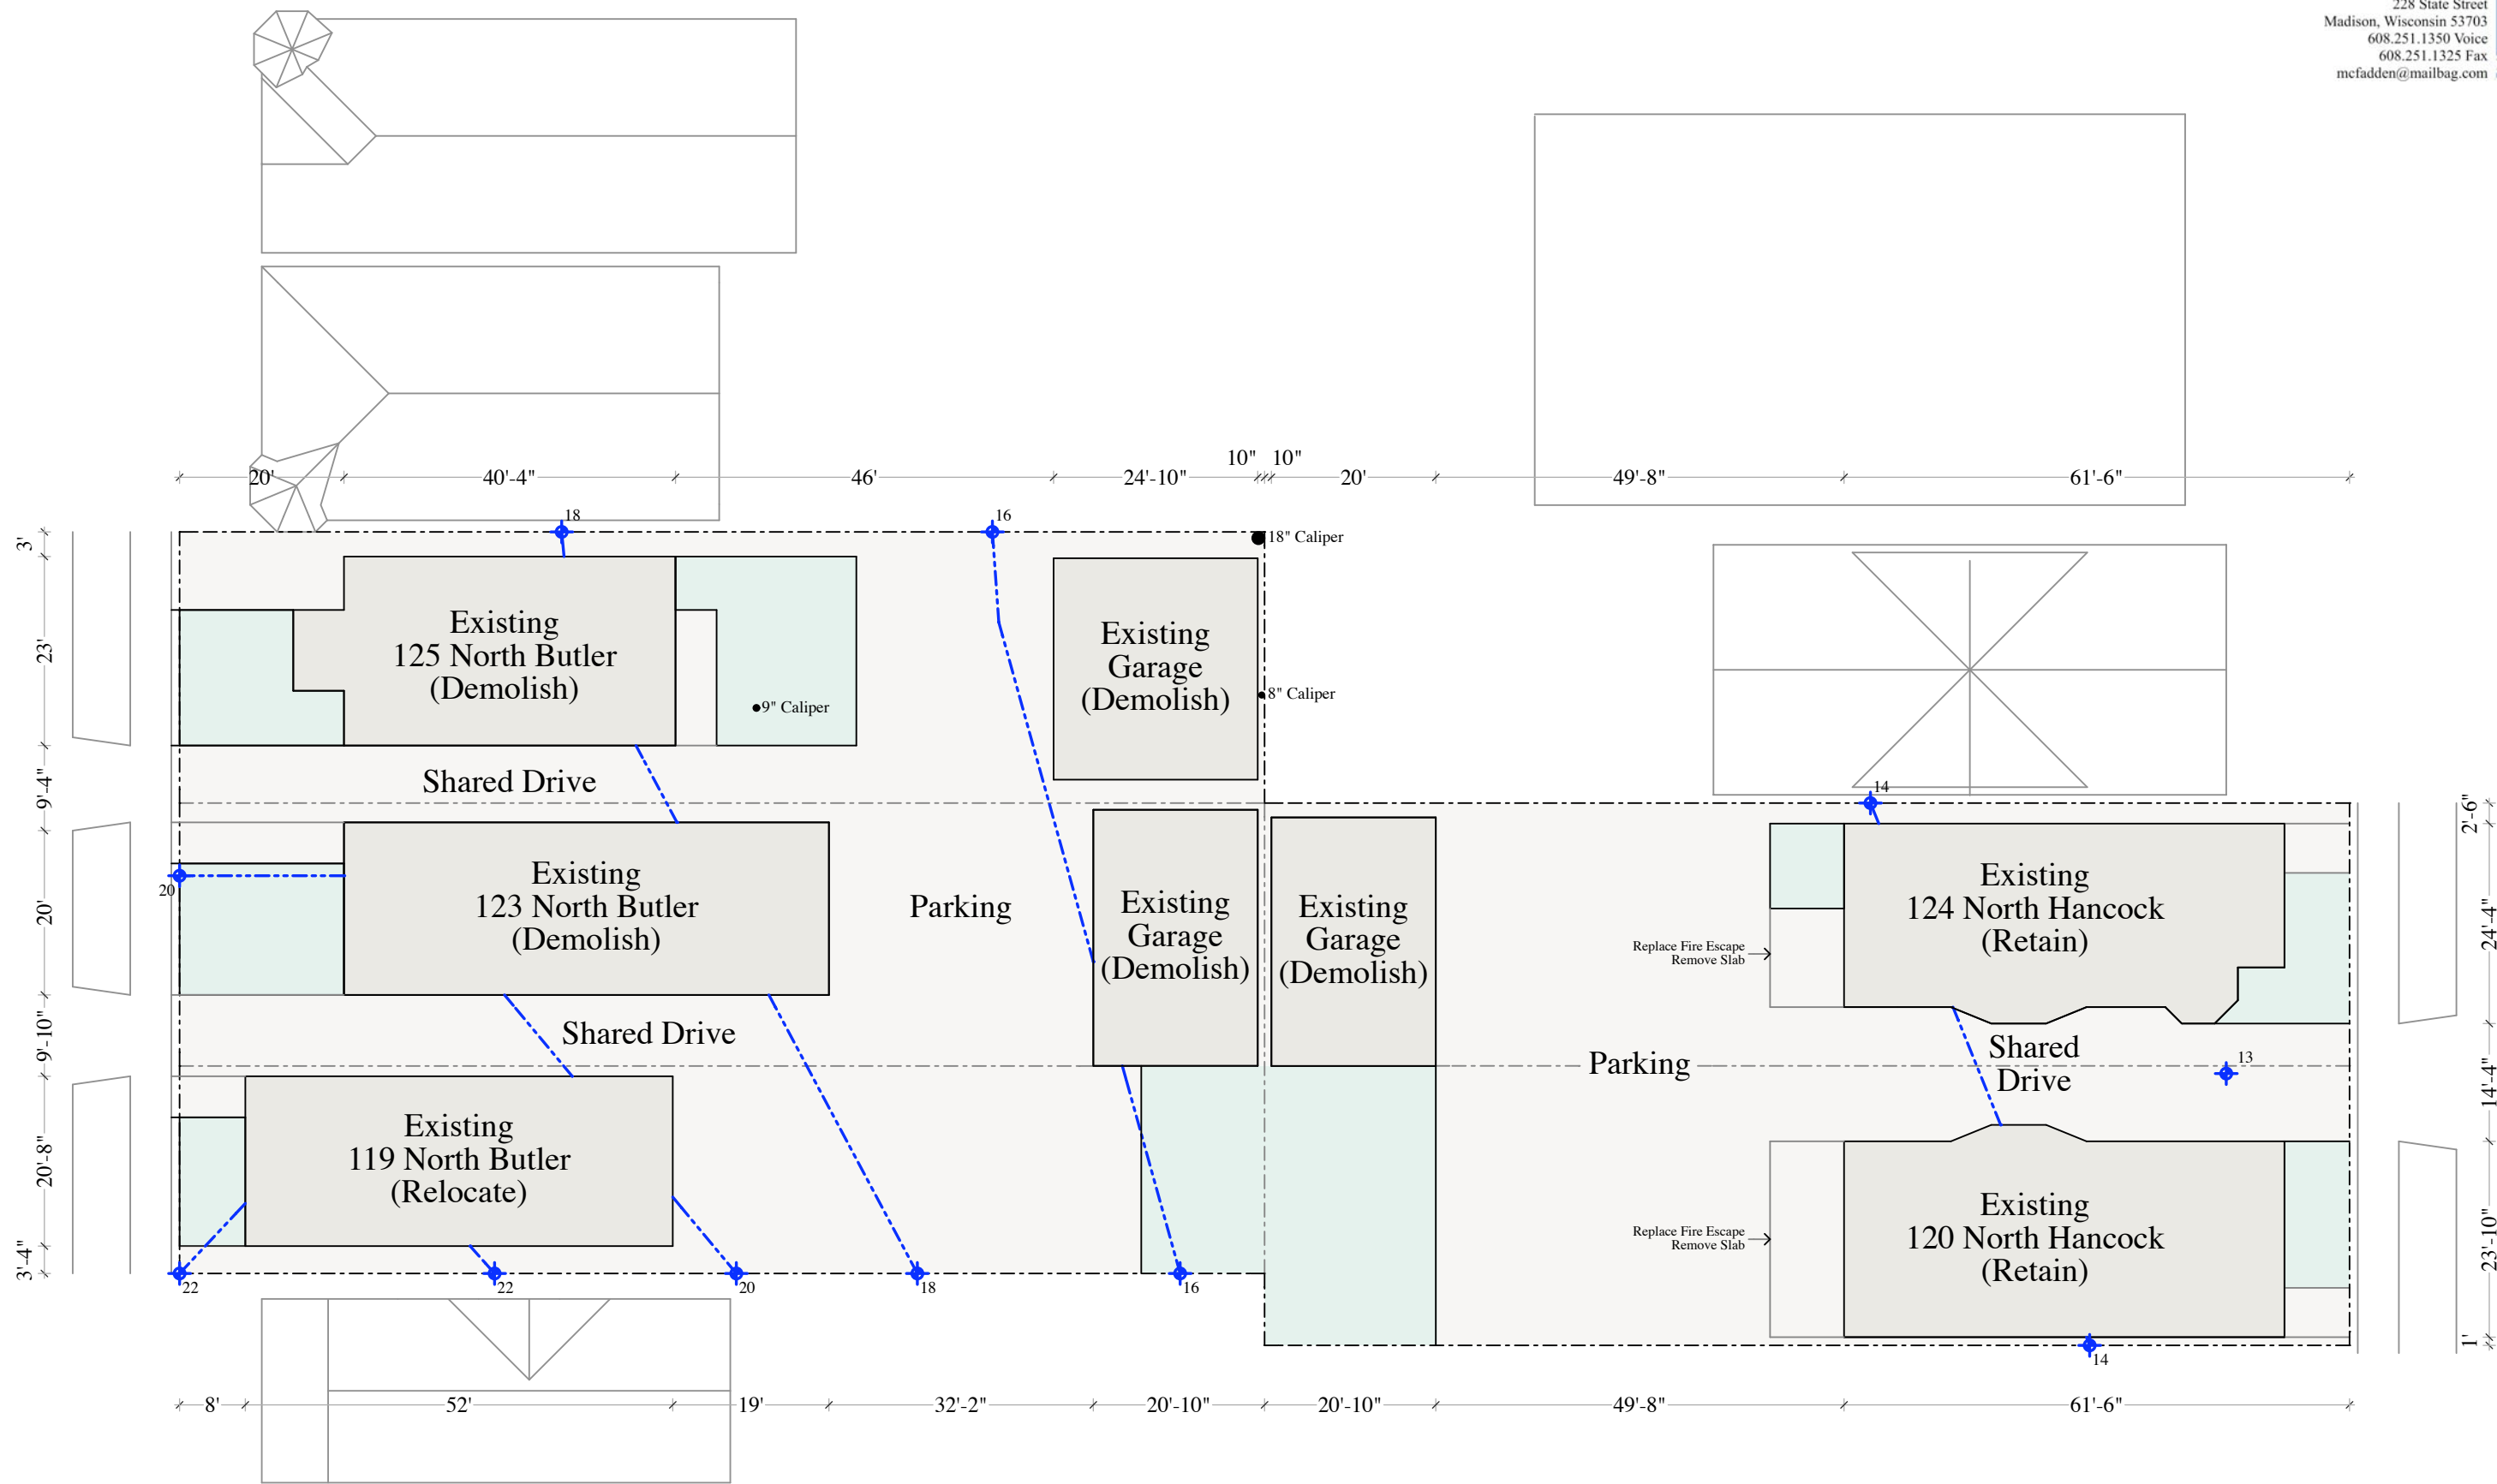 228 State Street
Madison, Wisconsin 53703
608.251.1350 Voice
608.251.1325 Fax
mcfadden@mailbag.com
10" 10"
20' 40'-4" 46' 24'-10" 20' 49'-8" 61'-6"
18
16
3'
18" Caliper
Existing
125 North Butler
(Demolish)
Existing
Garage
(Demolish)
23'
9" Caliper
8" Caliper
Shared Drive
9'-4"
14
2'-6"
20
Existing
123 North Butler
(Demolish)
20'
Parking
Existing
Garage
(Demolish)
Existing
Garage
(Demolish)
Existing
124 North Hancock
(Retain)
Replace Fire Escape
Remove Slab
24'-4"
Shared Drive
9'-10"
Parking
Shared
Drive
13
14'-4"
Existing
119 North Butler
(Relocate)
20'-8"
Existing
120 North Hancock
(Retain)
Replace Fire Escape
Remove Slab
23'-10"
3'-4"
22
22
20
18
16
1'
14
8' 52' 19' 32'-2" 20'-10" 20'-10" 49'-8" 61'-6"